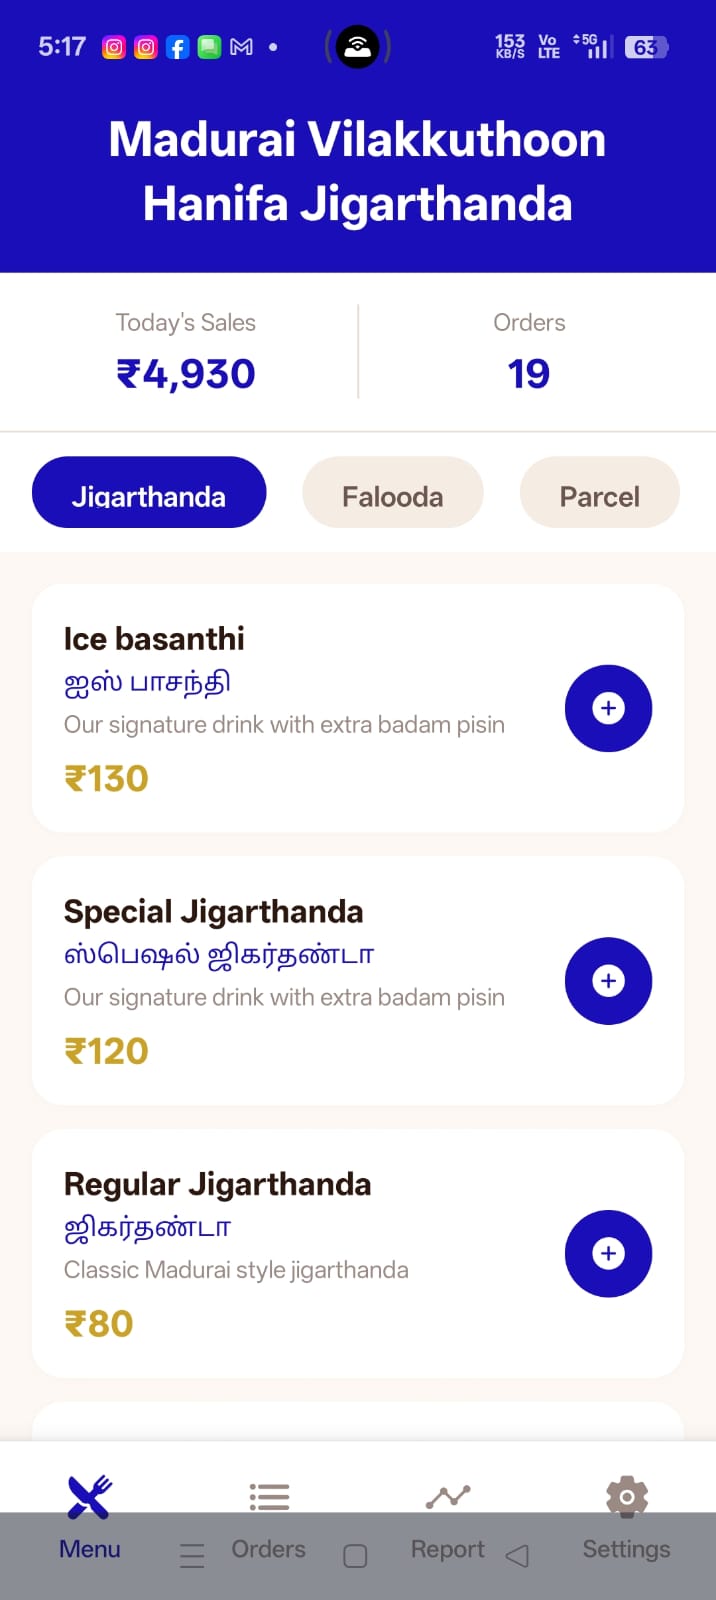 5:17
153 KB/S
Vo LTE
5G
63
Madurai Vilakkuthoon
Hanifa Jigarthanda
Today's Sales
Orders
₹4,930
19
Jigarthanda
Falooda
Parcel
Ice basanthi
ஐஸ் பாசந்தி
Our signature drink with extra badam pisin
₹130
Special Jigarthanda
ஸ்பெஷல் ஜிகர்தண்டா
Our signature drink with extra badam pisin
₹120
Regular Jigarthanda
ஜிகர்தண்டா
Classic Madurai style jigarthanda
₹80
Menu
Orders
Report
Settings